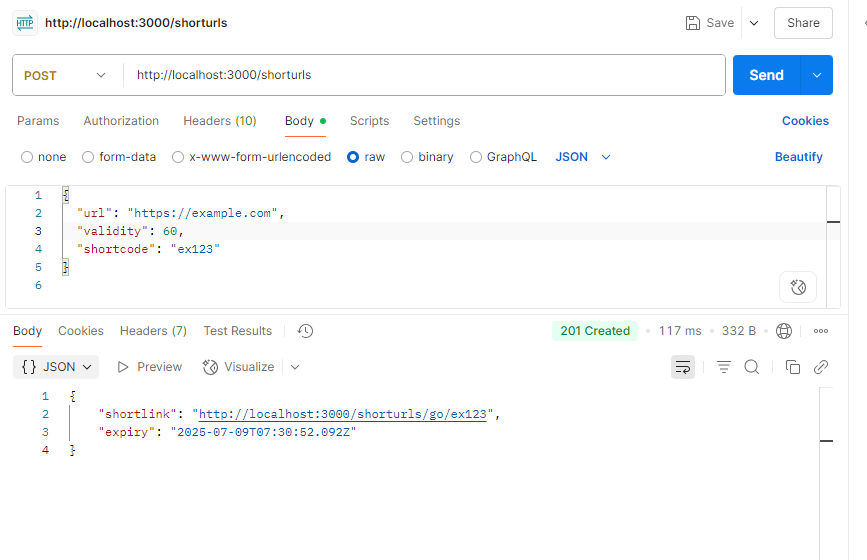 HTTP http://localhost:3000/shorturls Save Share
POST http://localhost:3000/shorturls Send
Params Authorization Headers (10) Body Scripts Settings Cookies
none form-data x-www-form-urlencoded raw binary GraphQL JSON Beautify
1 {
2 "url": "https://example.com",
3 "validity": 60,
4 "shortcode": "ex123"
5 }
6
Body Cookies Headers (7) Test Results 201 Created • 117 ms • 332 B
{} JSON Preview Visualize
1 {
2 "shortlink": "http://localhost:3000/shorturls/go/ex123",
3 "expiry": "2025-07-09T07:30:52.092Z"
4 }